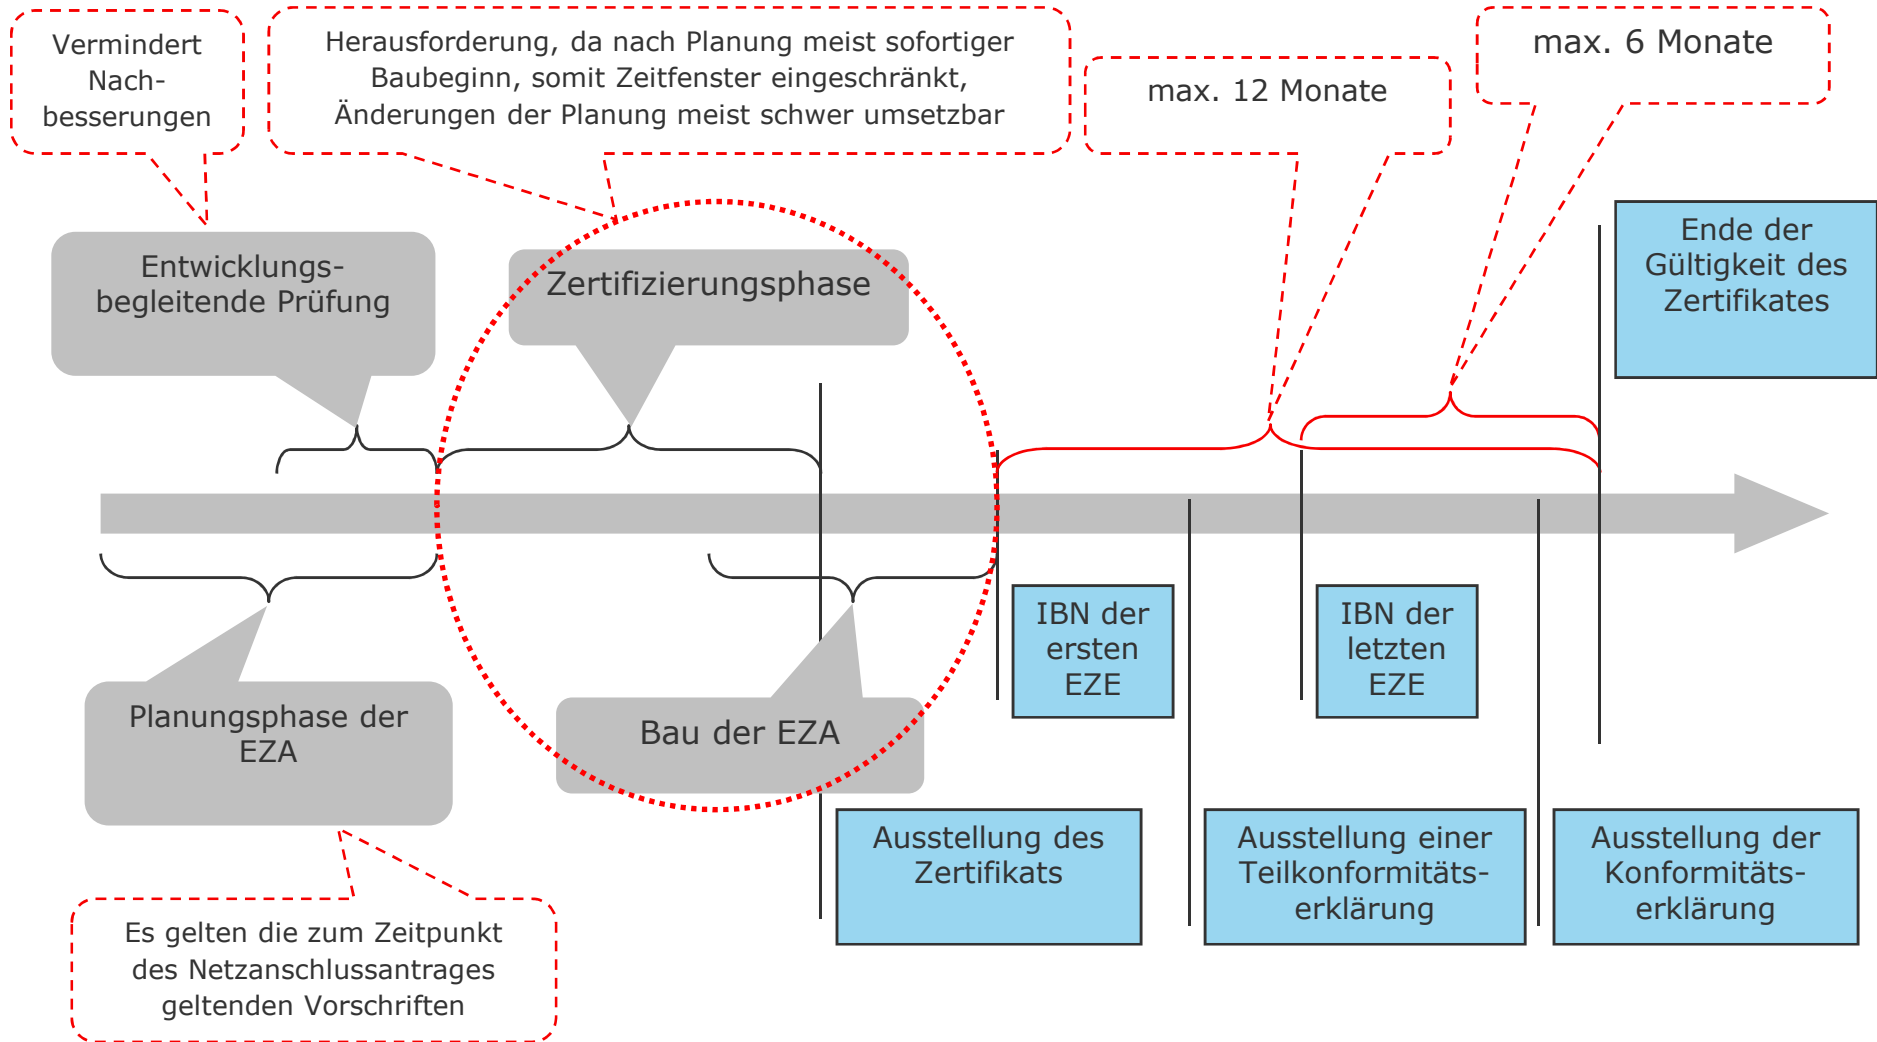 Vermindert
Nach-
besserungen
Herausforderung, da nach Planung meist sofortiger
Baubeginn, somit Zeitfenster eingeschränkt,
Änderungen der Planung meist schwer umsetzbar
max. 12 Monate
max. 6 Monate
Entwicklungs-
begleitende Prüfung
Zertifizierungsphase
Ende der
Gültigkeit des
Zertifikates
Planungsphase der
EZA
Bau der EZA
IBN der
ersten
EZE
IBN der
letzten
EZE
Ausstellung des
Zertifikats
Ausstellung einer
Teilkonformitäts-
erklärung
Ausstellung der
Konformitäts-
erklärung
Es gelten die zum Zeitpunkt
des Netzanschlussantrages
geltenden Vorschriften